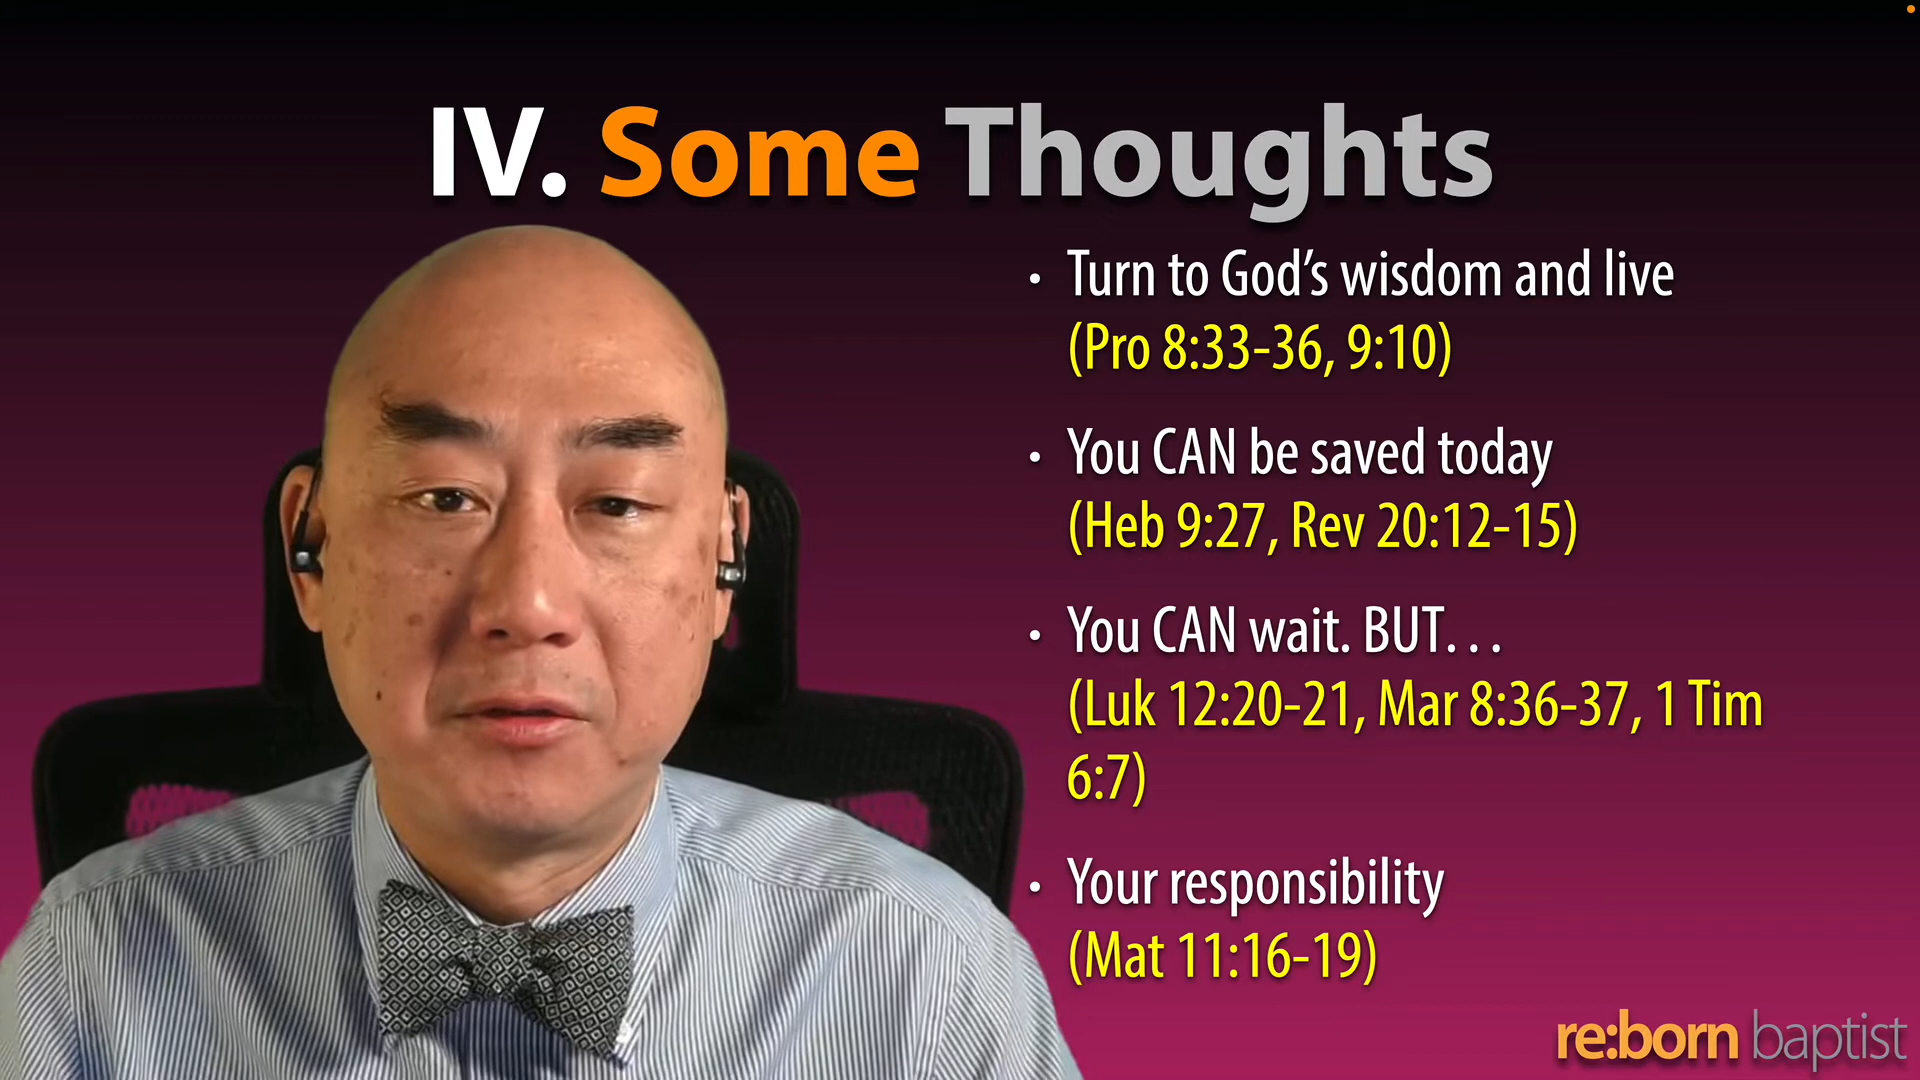 IV. Some Thoughts
• Turn to God’s wisdom and live
(Pro 8:33-36, 9:10)
• You CAN be saved today
(Heb 9:27, Rev 20:12-15)
• You CAN wait. BUT…
(Luk 12:20-21, Mar 8:36-37, 1 Tim
6:7)
• Your responsibility
(Mat 11:16-19)
re:born baptist